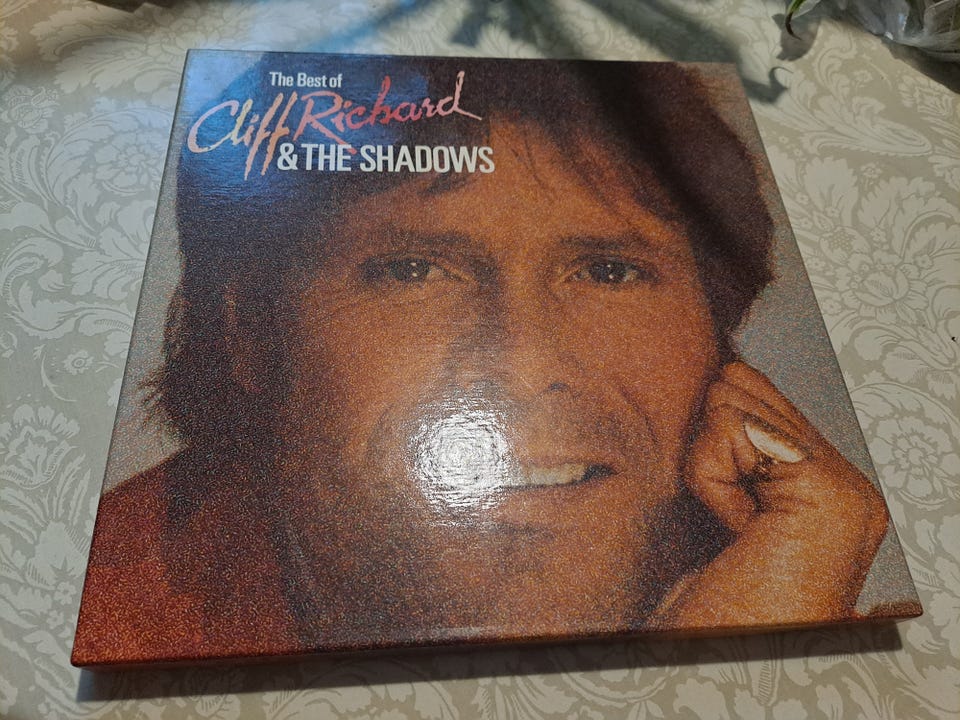 The Best of
Cliff Richard
& THE SHADOWS